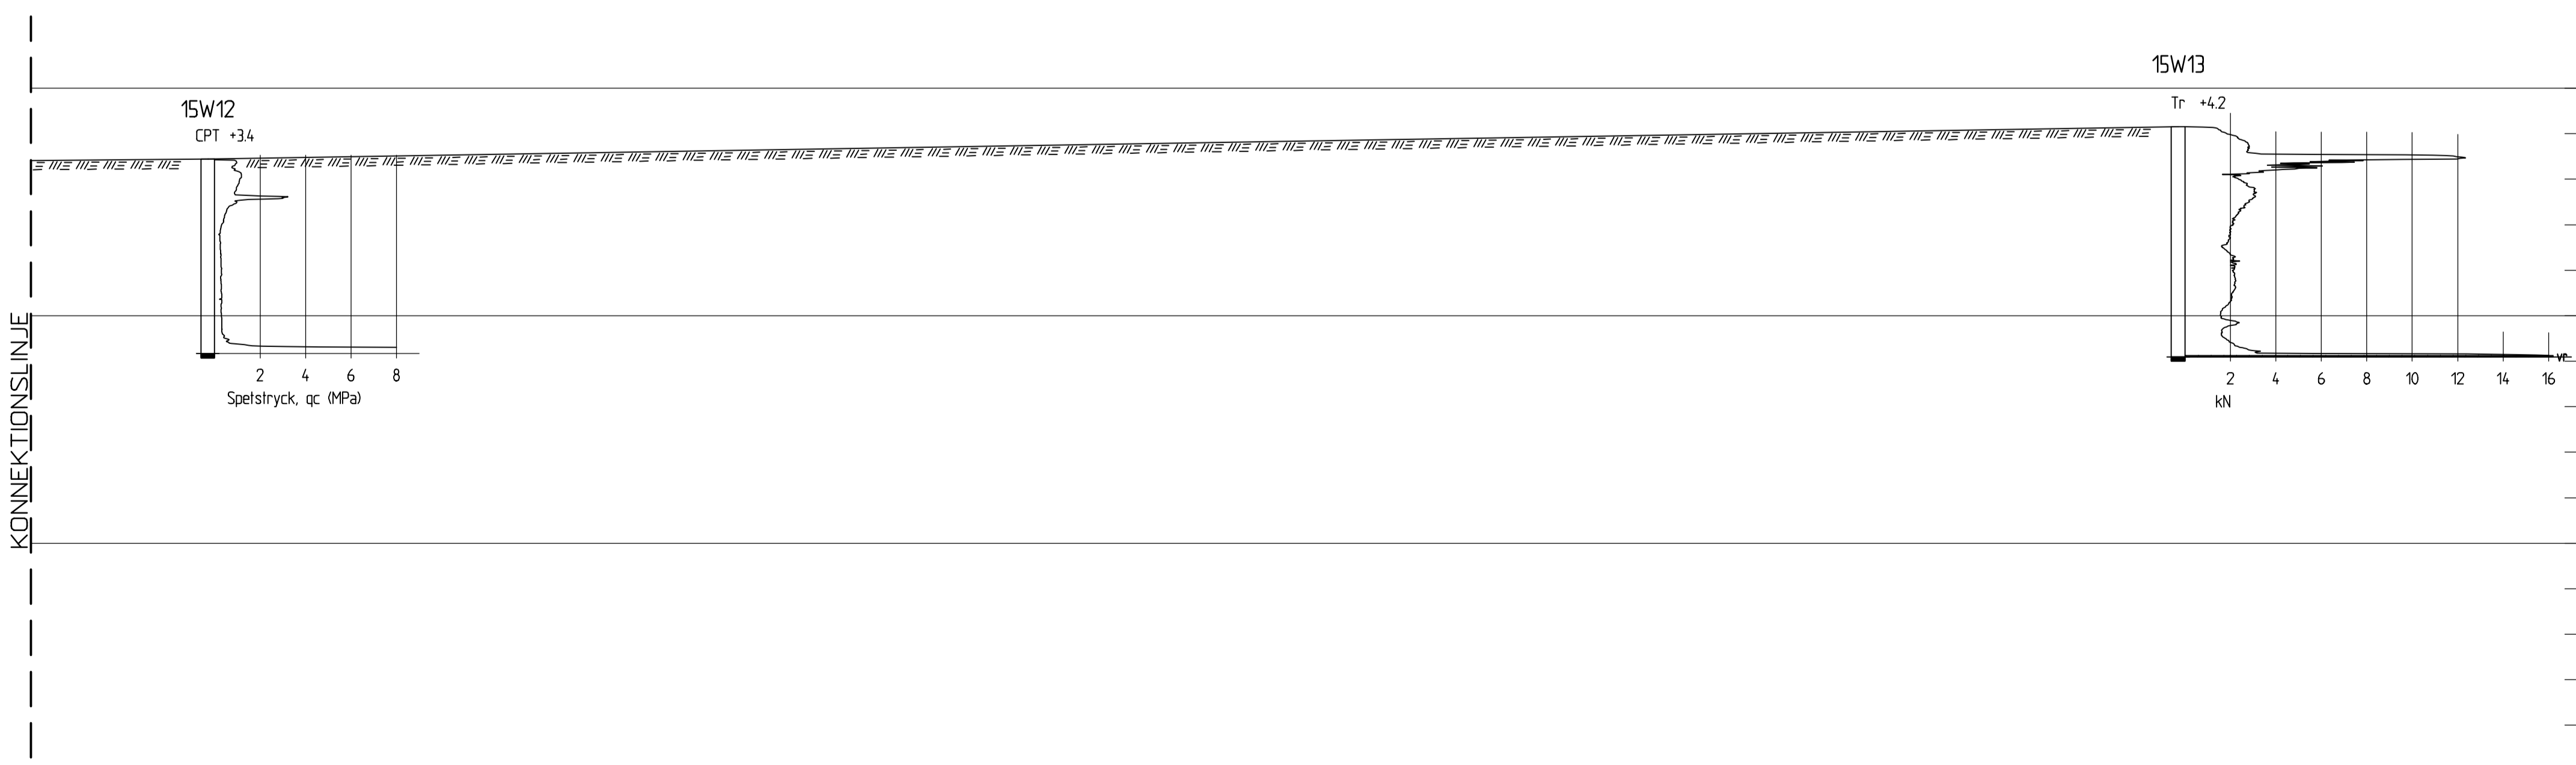 15W13
Tr +4.2
15W12
CPT +3.4
KONNEKTIONSLINJE
2 4 6 8
Spetstryck, qc (MPa)
2 4 6 8 10 12 14 16
kN